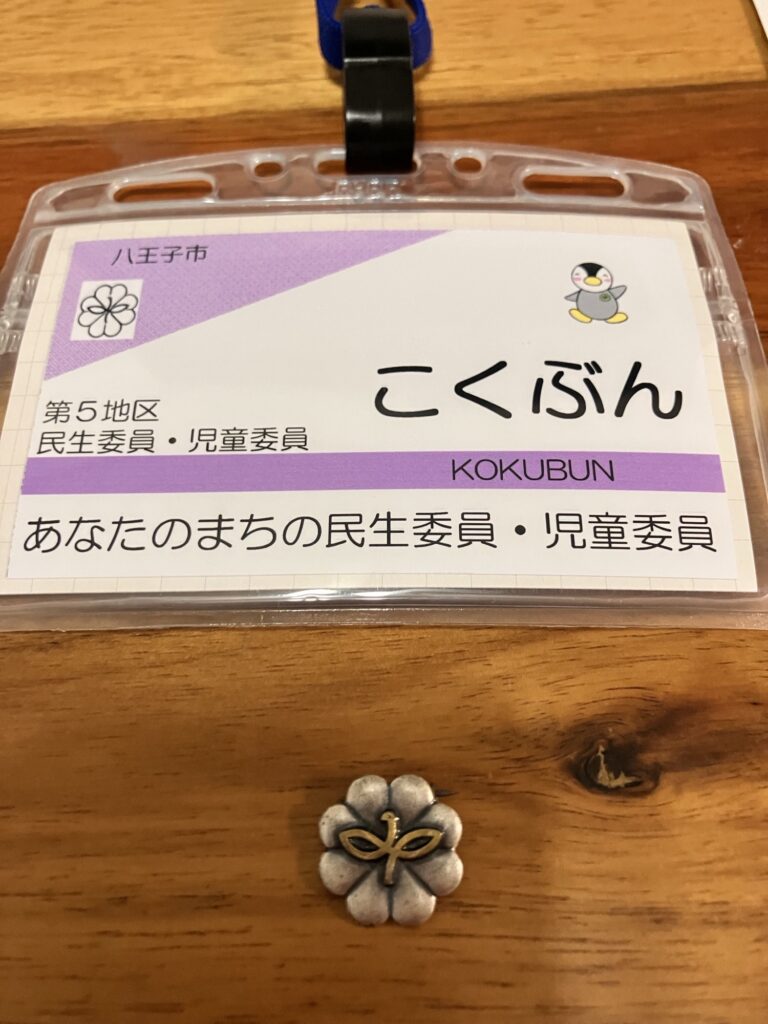 八王子市
こくぶん
第5地区
民生委員・児童委員
KOKUBUN
あなたのまちの民生委員・児童委員